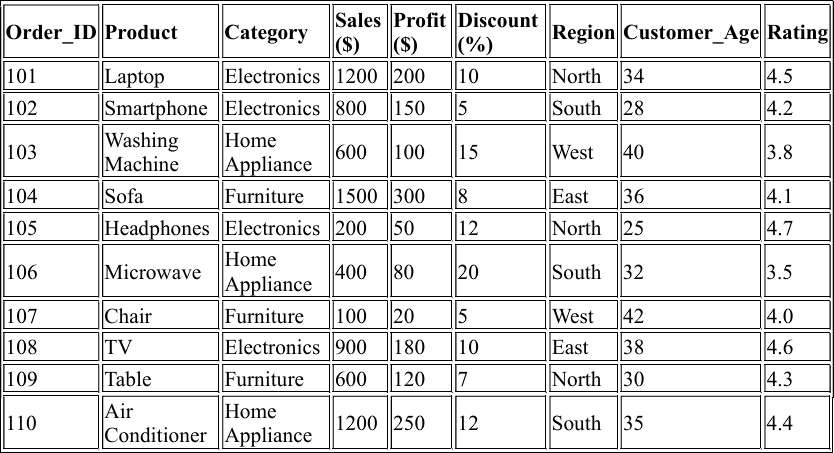 Order_ID Product Category Sales ($) Profit ($) Discount (%) Region Customer_Age Rating
101 Laptop Electronics 1200 200 10 North 34 4.5
102 Smartphone Electronics 800 150 5 South 28 4.2
103 Washing Machine Home Appliance 600 100 15 West 40 3.8
104 Sofa Furniture 1500 300 8 East 36 4.1
105 Headphones Electronics 200 50 12 North 25 4.7
106 Microwave Home Appliance 400 80 20 South 32 3.5
107 Chair Furniture 100 20 5 West 42 4.0
108 TV Electronics 900 180 10 East 38 4.6
109 Table Furniture 600 120 7 North 30 4.3
110 Air Conditioner Home Appliance 1200 250 12 South 35 4.4